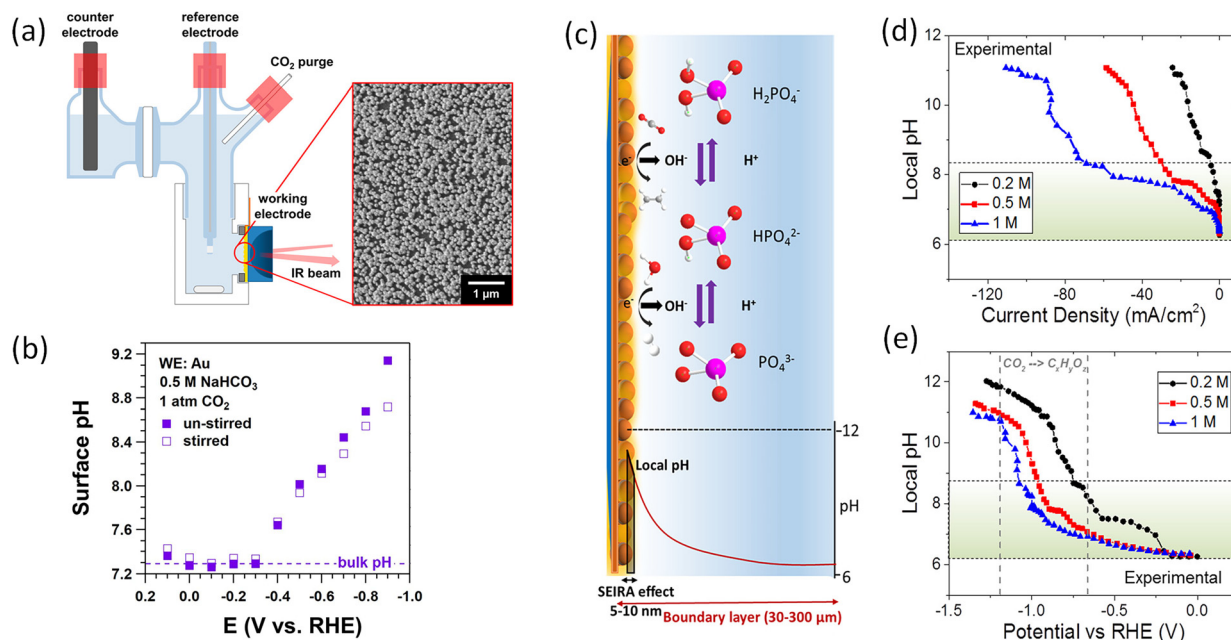 (a)
counter
electrode
reference
electrode
CO₂ purge
working
electrode
IR beam
1 µm
(b)
Surface pH
9.2
8.8
8.4
8.0
7.6
7.2
WE: Au
0.5 M NaHCO₃
1 atm CO₂
un-stirred
stirred
bulk pH
0.2 0.0 -0.2 -0.4 -0.6 -0.8 -1.0
E (V vs. RHE)
(c)
H₂PO₄⁻
e⁻ OH⁻ H⁺
HPO₄²⁻
e⁻ OH⁻ H⁺
PO₄³⁻
12
Local pH
pH
6
SEIRA effect
5-10 nm
Boundary layer (30-300 µm)
(d)
Local pH
12
10
8
6
Experimental
0.2 M
0.5 M
1 M
-120 -80 -40 0
Current Density (mA/cm²)
(e)
Local pH
12
10
8
6
CO₂ --> CₓHᵧO₂
0.2 M
0.5 M
1 M
Experimental
-1.5 -1.0 -0.5 0.0
Potential vs RHE (V)